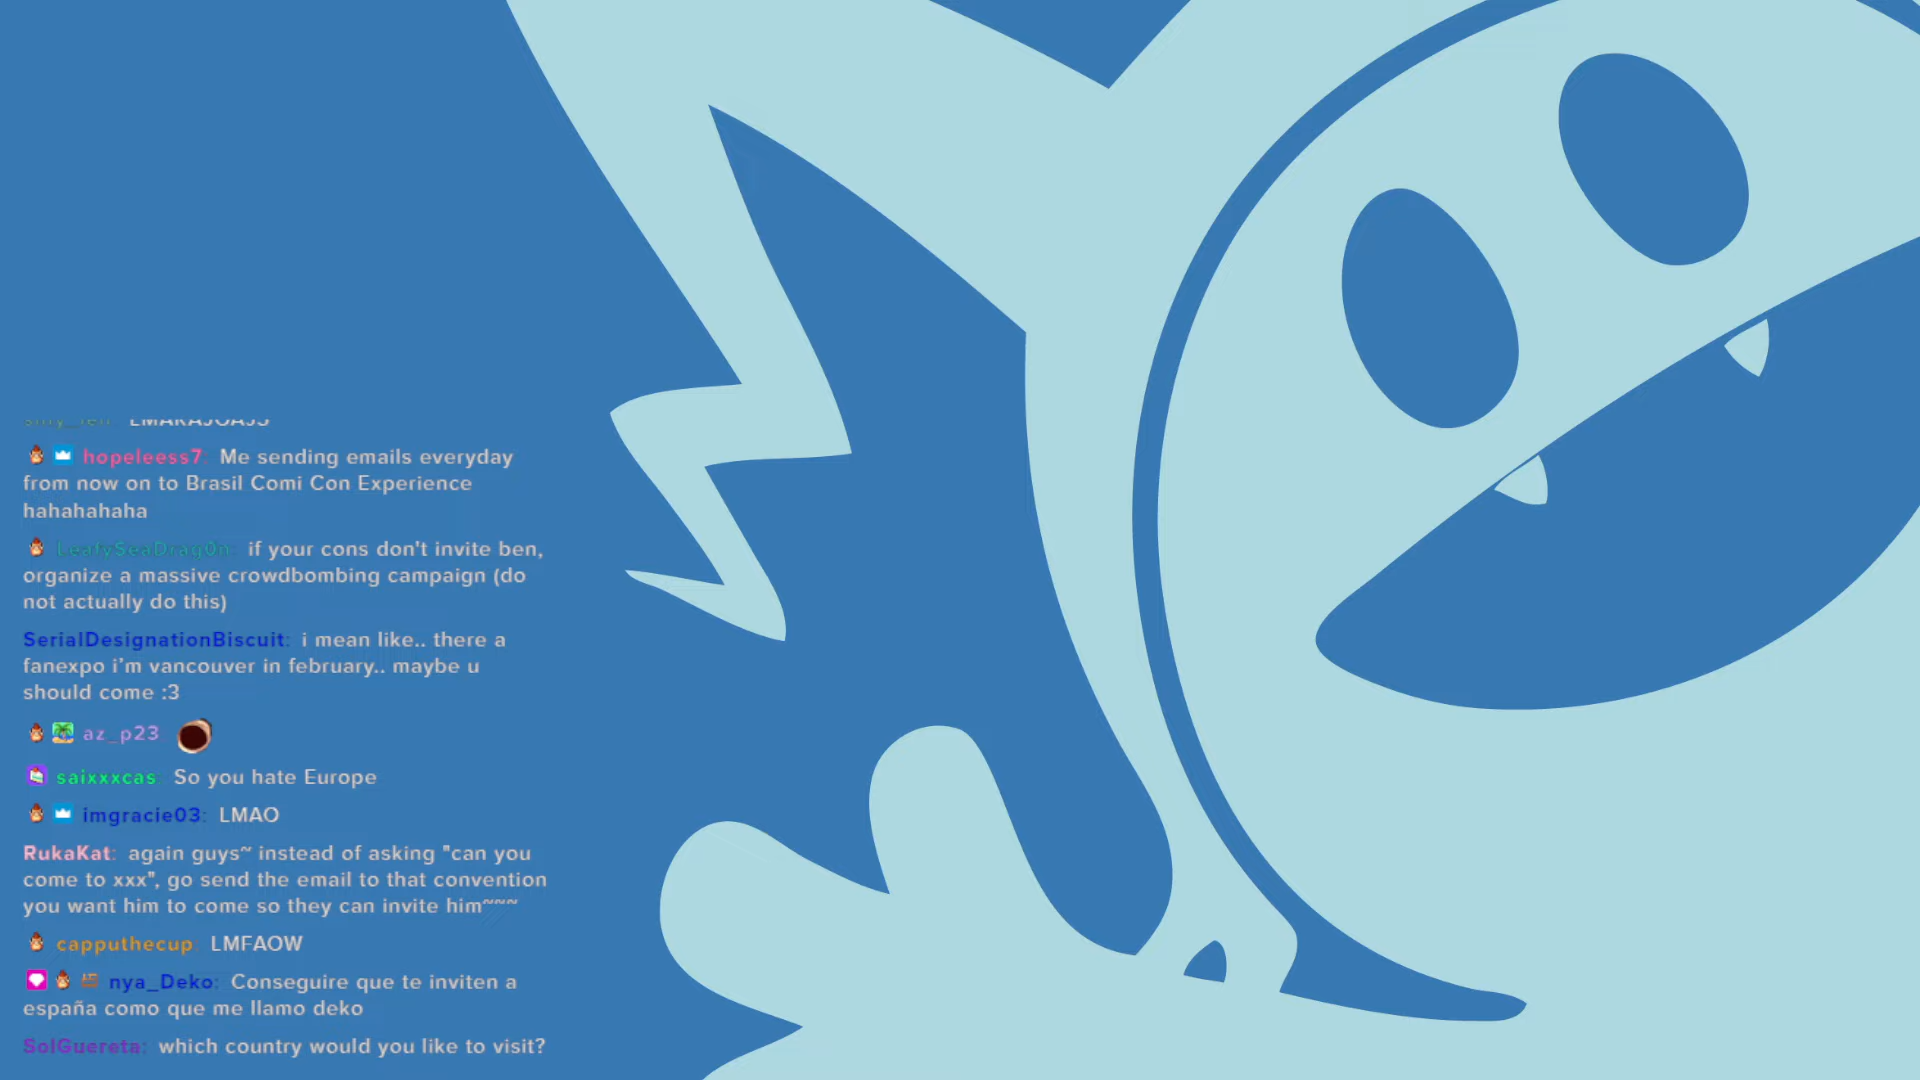 LMAKAJOAJS
hopeleess7: Me sending emails everyday
from now on to Brasil Comi Con Experience
hahahahaha
LeafySeaDrag0n: if your cons don't invite ben,
organize a massive crowdbombing campaign (do
not actually do this)
SerialDesignationBiscuit: i mean like.. there a
fanexpo i'm vancouver in february.. maybe u
should come :3
az_p23
saixxxcas: So you hate Europe
imgracie03: LMAO
RukaKat: again guys~ instead of asking "can you
come to xxx", go send the email to that convention
you want him to come so they can invite him~~~
capputhecup: LMFAOW
nya_Deko: Conseguire que te inviten a
españa como que me llamo deko
SolGuereta: which country would you like to visit?